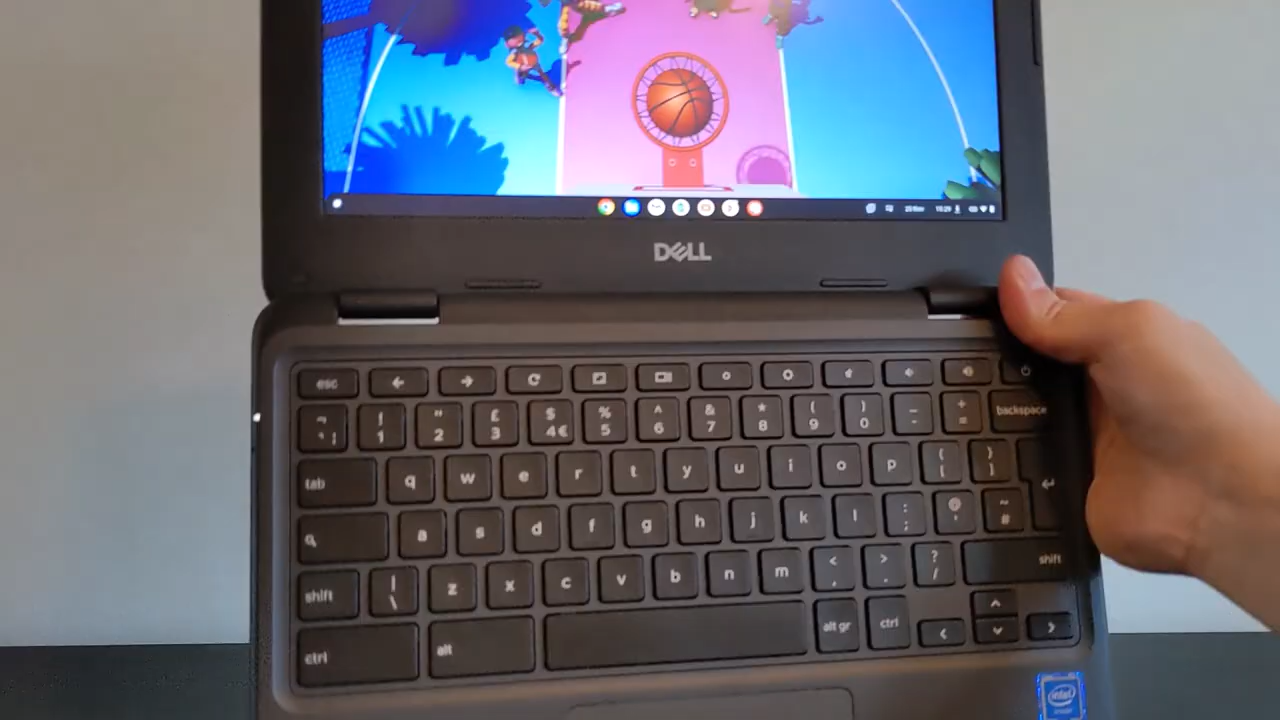 DELL
esc
¬ ! " £ $ % ^ & * ( ) _ +
` ¦ 1 2 3 4€ 5 6 7 8 9 0 - = backspace
tab q w e r t y u i o p { [ } ]
a s d f g h j k l : ; @ ' ~ #
shift | \ z x c v b n m < , > . ? / shift
ctrl alt alt gr ctrl
intel